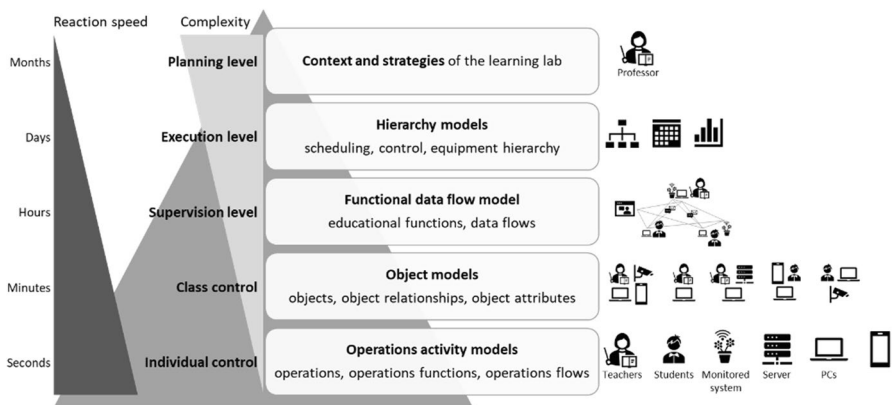 Reaction speed
Complexity
Months
Planning level
Context and strategies of the learning lab
Professor
Days
Execution level
Hierarchy models
scheduling, control, equipment hierarchy
Hours
Supervision level
Functional data flow model
educational functions, data flows
Minutes
Class control
Object models
objects, object relationships, object attributes
Seconds
Individual control
Operations activity models
operations, operations functions, operations flows
Teachers
Students
Monitored
system
Server
PCs